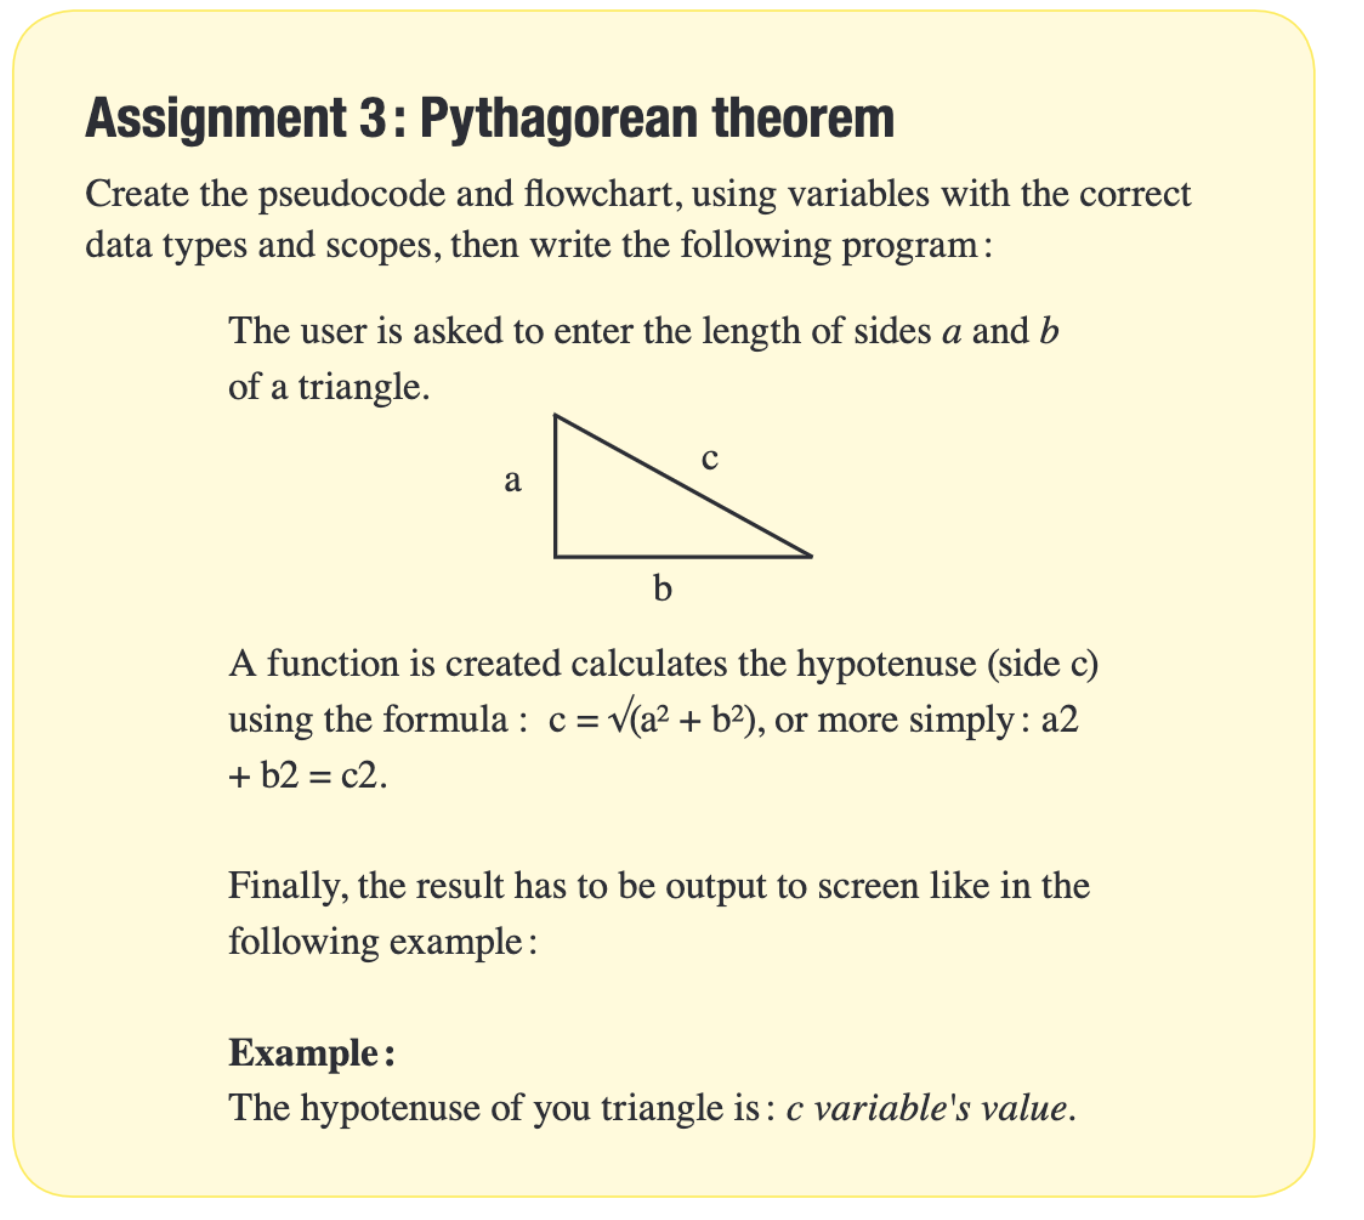 Assignment 3: Pythagorean theorem
Create the pseudocode and flowchart, using variables with the correct
data types and scopes, then write the following program:
The user is asked to enter the length of sides a and b
of a triangle.
c
a
b
A function is created calculates the hypotenuse (side c)
using the formula : c = √(a² + b²), or more simply: a2
+ b2 = c2.
Finally, the result has to be output to screen like in the
following example:
Example:
The hypotenuse of you triangle is: c variable's value.